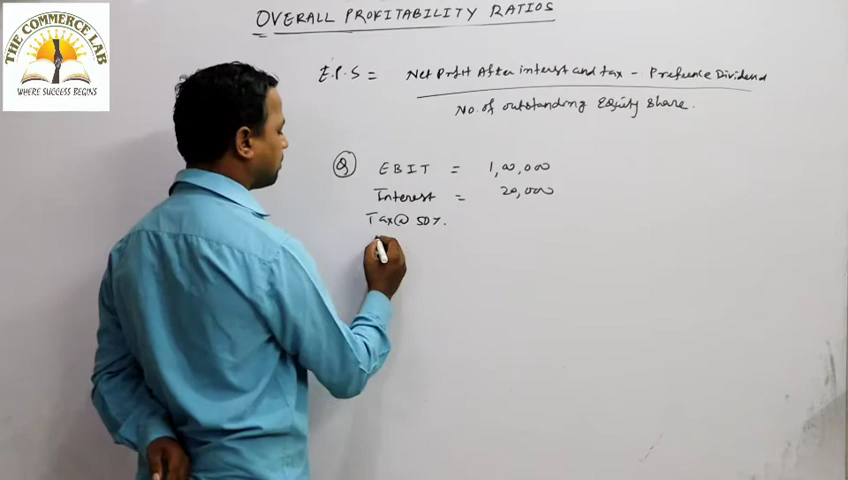 THE COMMERCE LAB
WHERE SUCCESS BEGINS
OVERALL PROFITABILITY RATIOS
E.P.S = Net Profit After interest and tax - Prefence Dividend
No. of outstanding Equity share.
Q EBIT = 1,00,000
Interest = 20,000
Tax@ 50%.